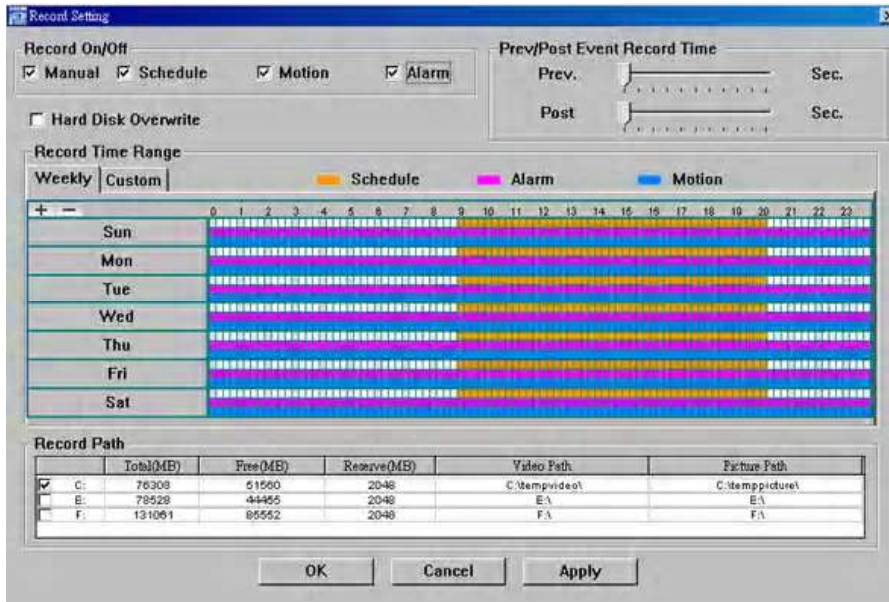 Record Setting
Record On/Off
Manual Schedule Motion Alarm
Prev/Post Event Record Time
Prev. Sec.
Post Sec.
Hard Disk Overwrite
Record Time Range
Weekly Custom Schedule Alarm Motion
+ - 0 1 2 3 4 5 6 7 8 9 10 11 12 13 14 15 16 17 18 19 20 21 22 23
Sun
Mon
Tue
Wed
Thu
Fri
Sat
Record Path
Total(MB) Free(MB) Reserve(MB) Video Path Picture Path
C: 76308 51560 2048 C:\tempvideo\ C:\temppicture\
E: 78528 44455 2048 E:\ E:\
F: 131061 85552 2048 F:\ F:\
OK Cancel Apply